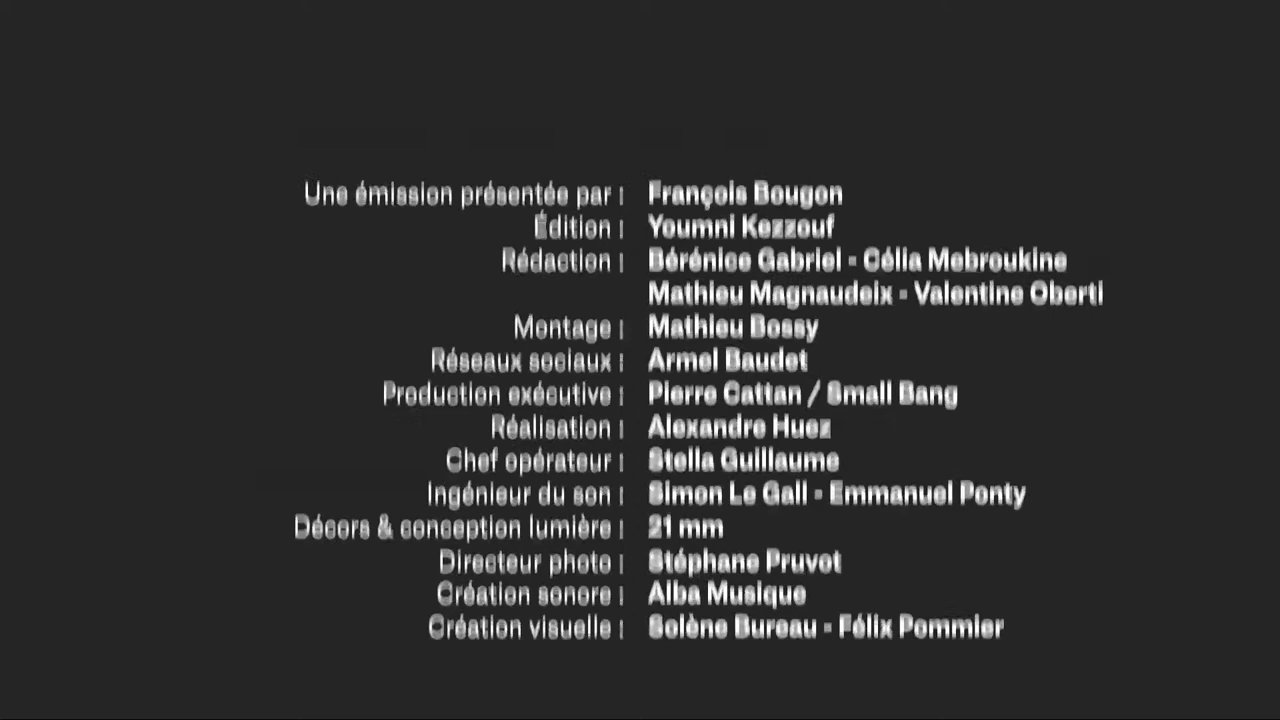 Une émission présentée par : François Bougon
Édition : Youmni Kezzouf
Rédaction : Bérénice Gabriel - Célia Mebroukine
Mathieu Magnaudeix - Valentine Oberti
Montage : Mathieu Bossy
Réseaux sociaux : Armel Baudet
Production exécutive : Pierre Cattan / Small Bang
Réalisation : Alexandre Huez
Chef opérateur : Stella Guillaume
Ingénieur du son : Simon Le Gall - Emmanuel Ponty
Décors & conception lumière : 21 mm
Directeur photo : Stéphane Pruvot
Création sonore : Alba Musique
Création visuelle : Solène Bureau - Félix Pommier